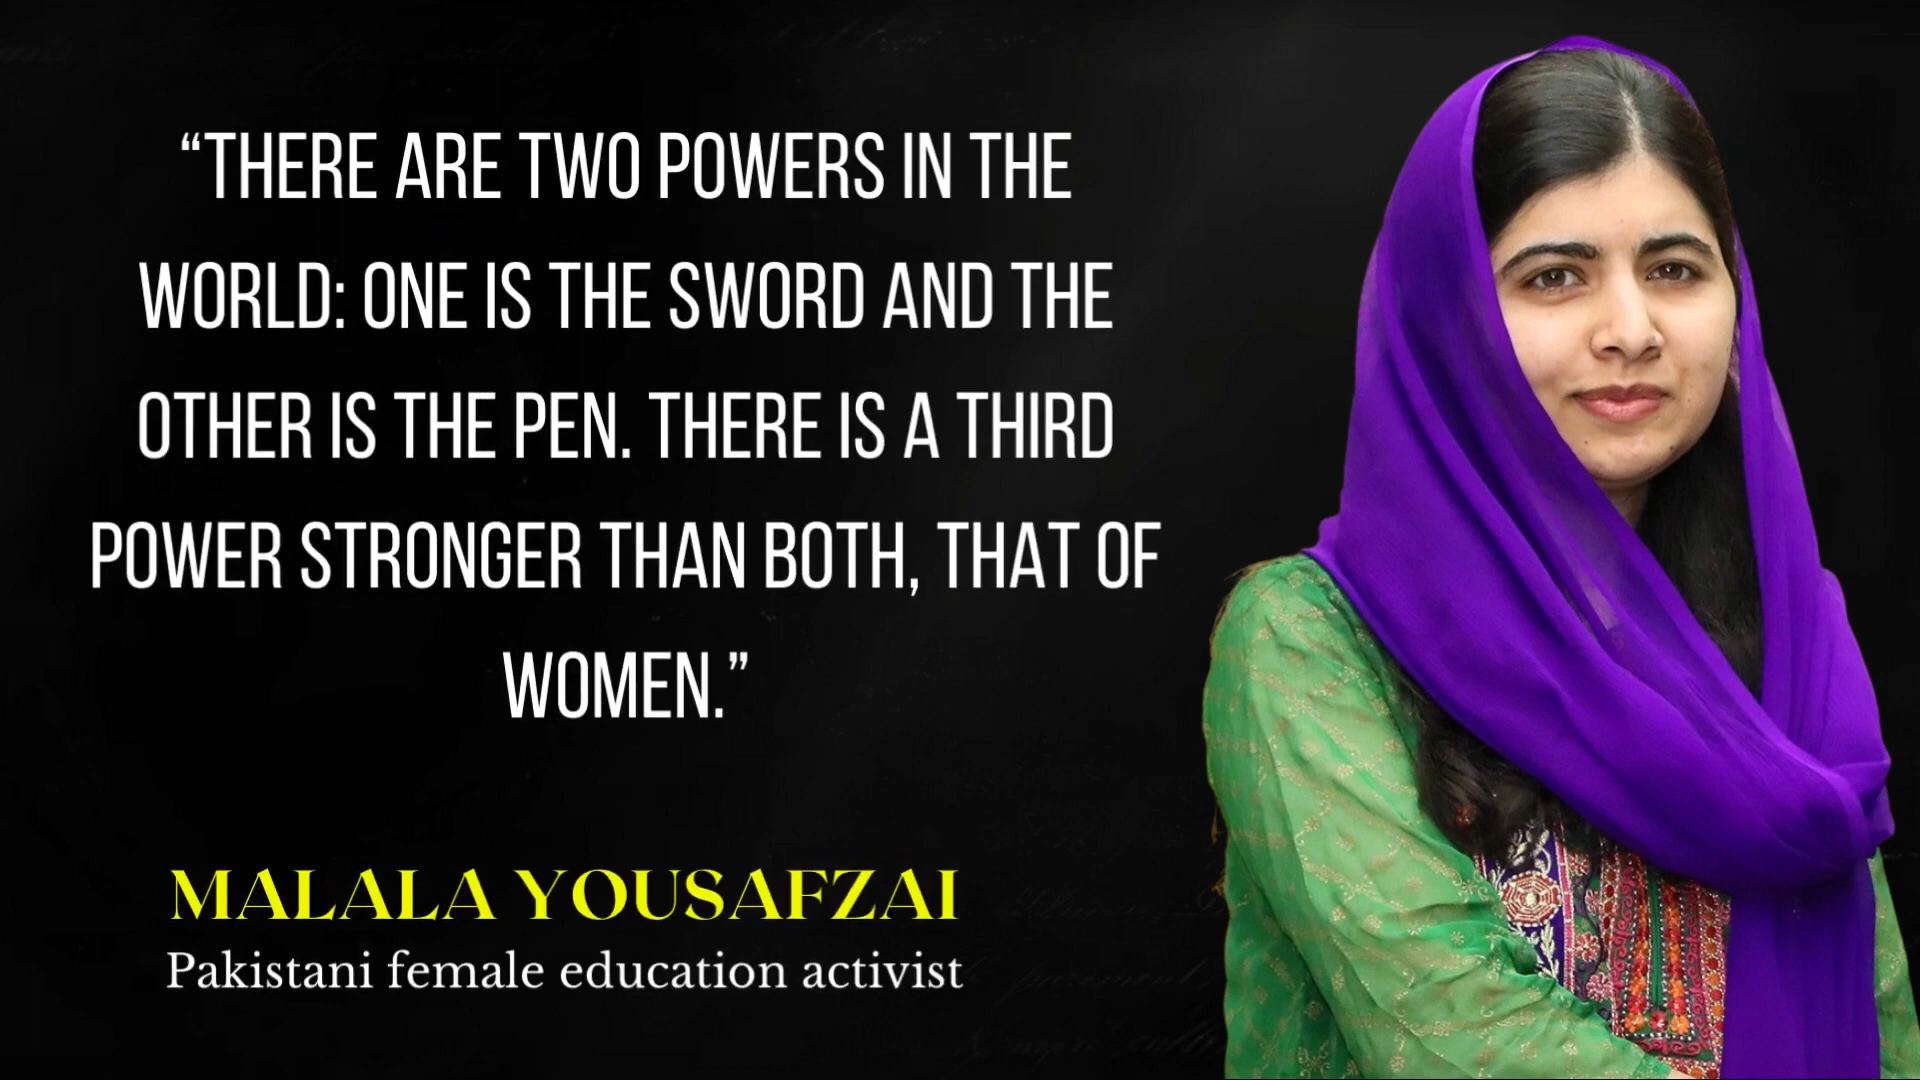 “THERE ARE TWO POWERS IN THE
WORLD: ONE IS THE SWORD AND THE
OTHER IS THE PEN. THERE IS A THIRD
POWER STRONGER THAN BOTH, THAT OF
WOMEN.”
MALALA YOUSAFZAI
Pakistani female education activist